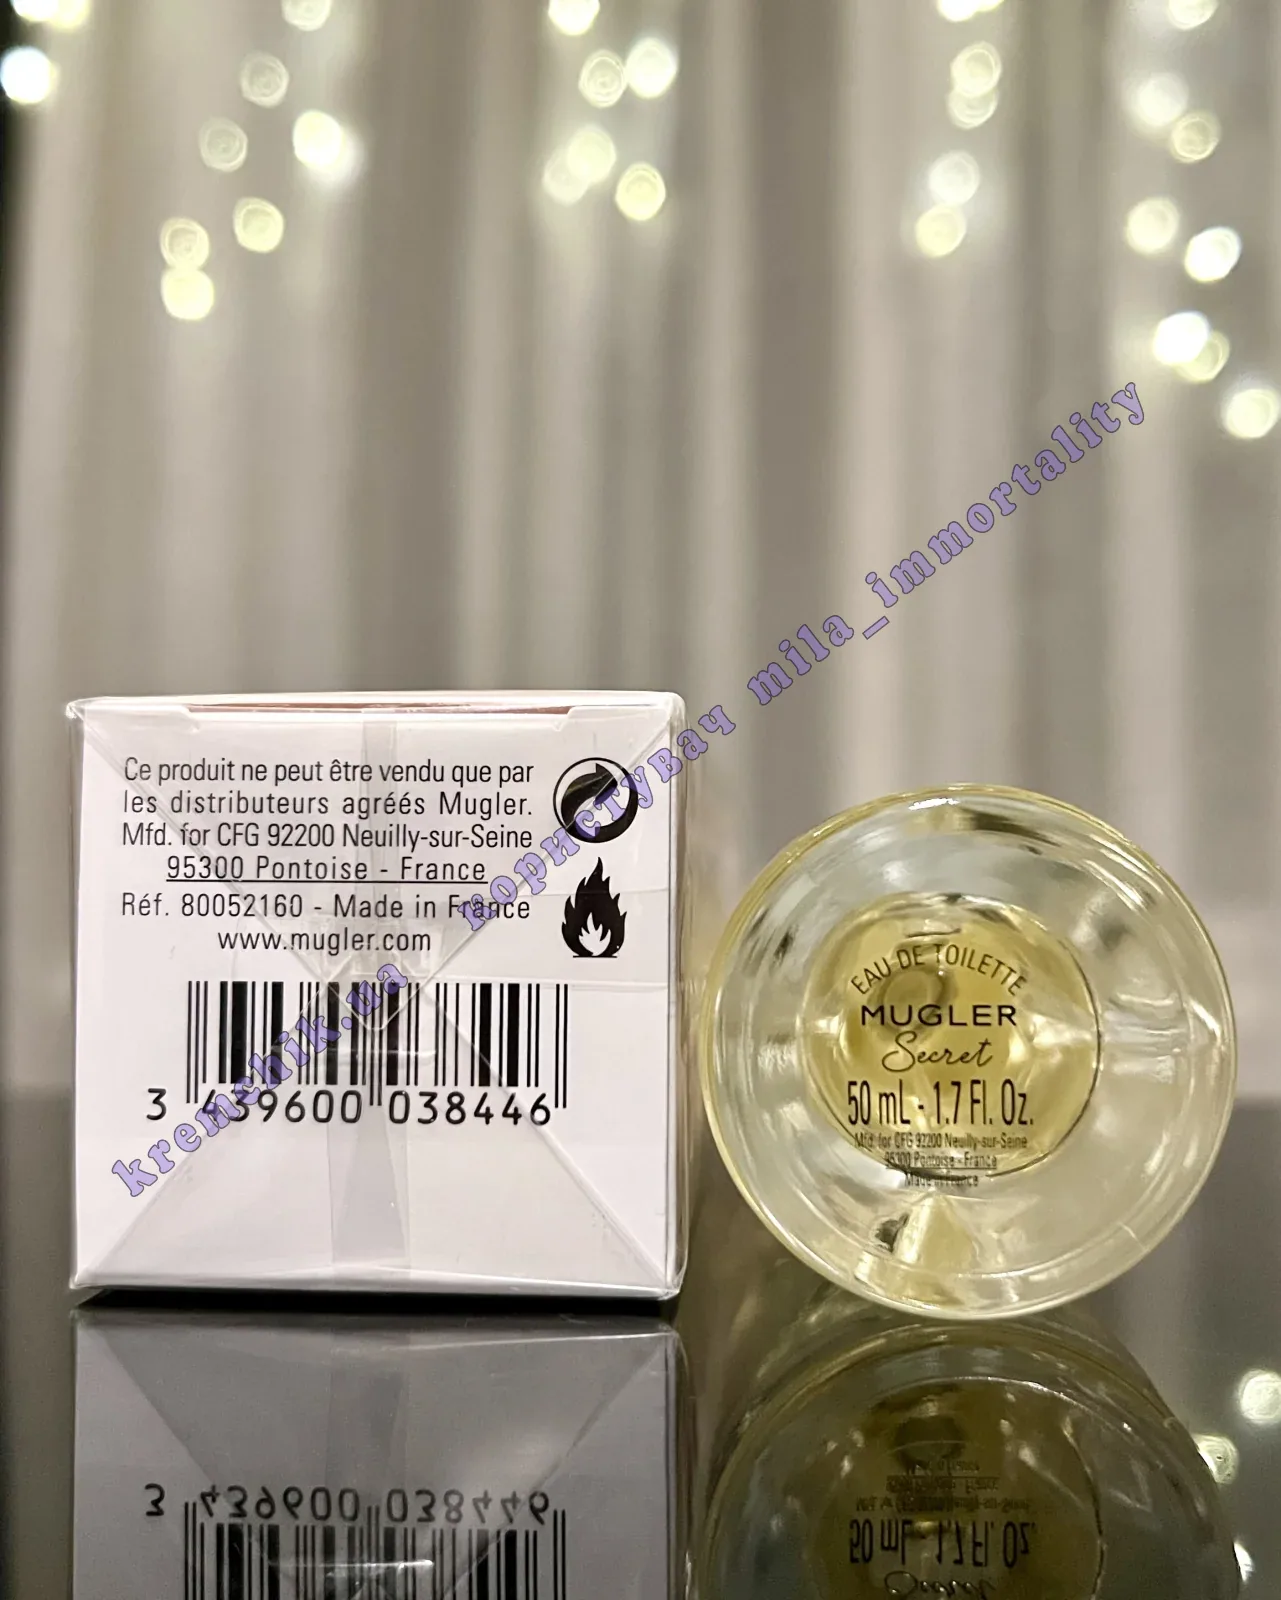 Ce produit ne peut être vendu que par
les distributeurs agréés Mugler.
Mfd. for CFG 92200 Neuilly-sur-Seine
95300 Pontoise - France
Réf. 80052160 - Made in France
www.mugler.com
3 439600 038446
kremchik.ua користувач mila_immortality
EAU DE TOILETTE
MUGLER
Secret
50 mL - 1.7 Fl. Oz.
Mfd. for CFG 92200 Neuilly-sur-Seine
95300 Pontoise - France
Made in France